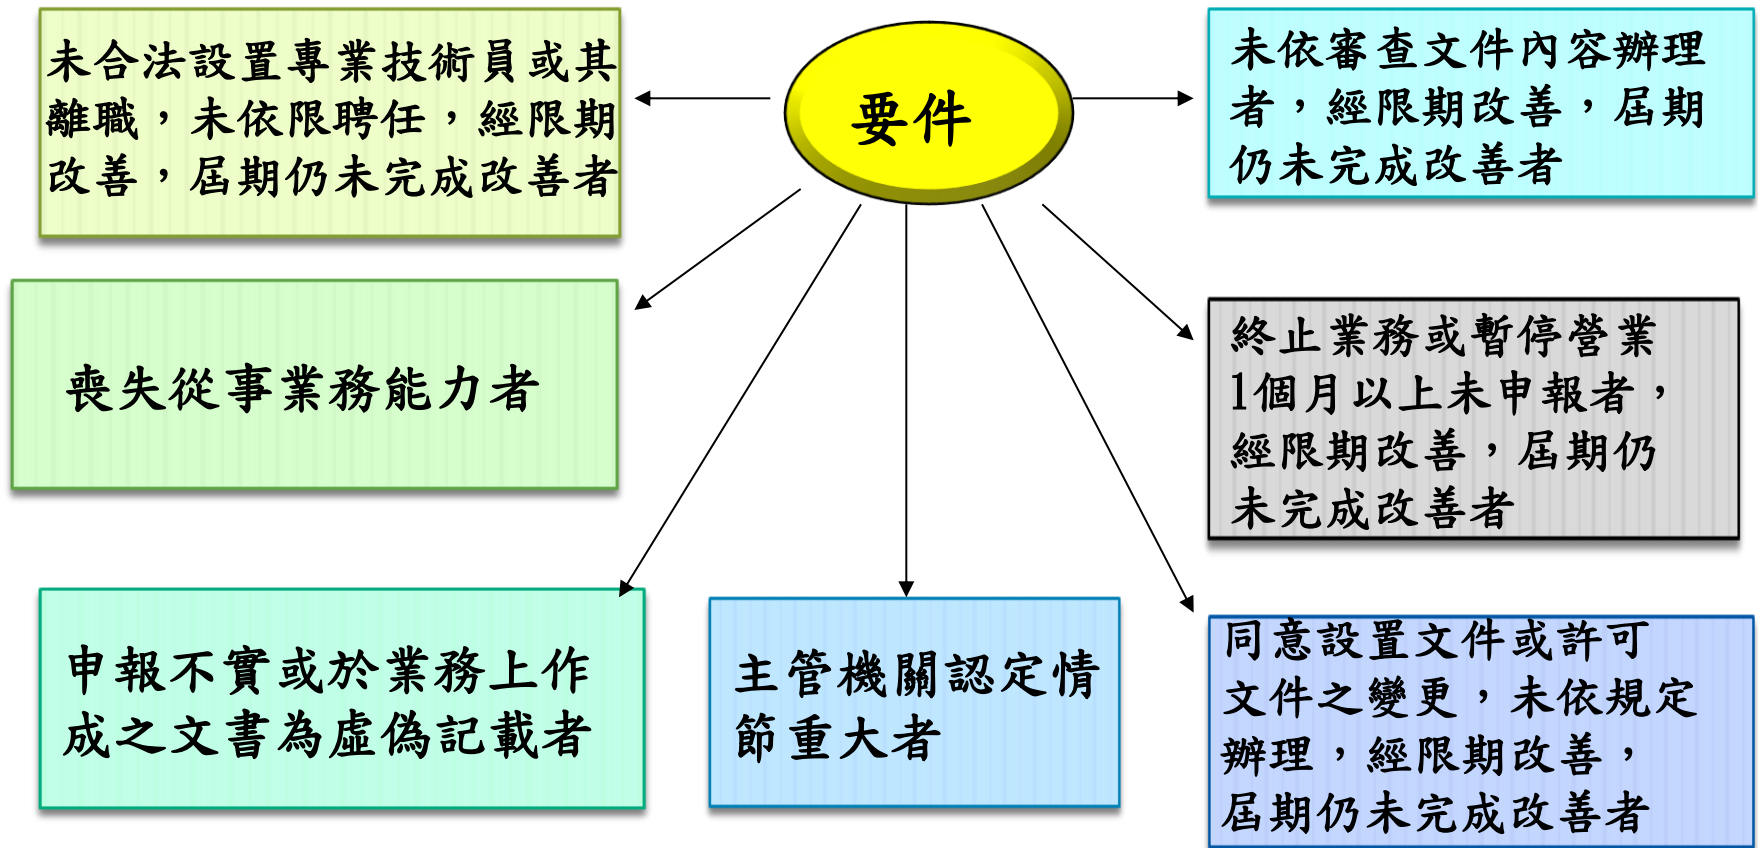 要件
未合法設置專業技術員或其
離職，未依限聘任，經限期
改善，屆期仍未完成改善者
未依審查文件內容辦理
者，經限期改善，屆期
仍未完成改善者
喪失從事業務能力者
終止業務或暫停營業
1個月以上未申報者，
經限期改善，屆期仍
未完成改善者
申報不實或於業務上作
成之文書為虛偽記載者
主管機關認定情
節重大者
同意設置文件或許可
文件之變更，未依規定
辦理，經限期改善，
屆期仍未完成改善者